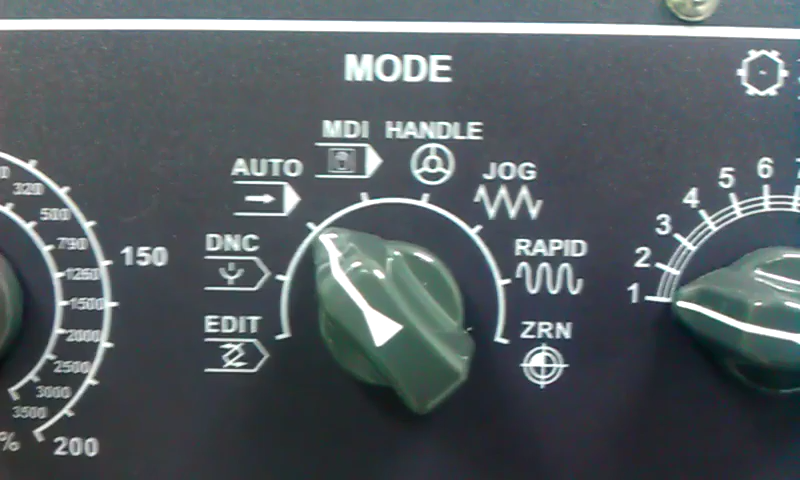 MODE
MDI HANDLE
AUTO JOG
DNC RAPID
EDIT ZRN
320
500
790
1250
1500
2000
2500
3000
3500
150
% 200
1 2 3 4 5 6